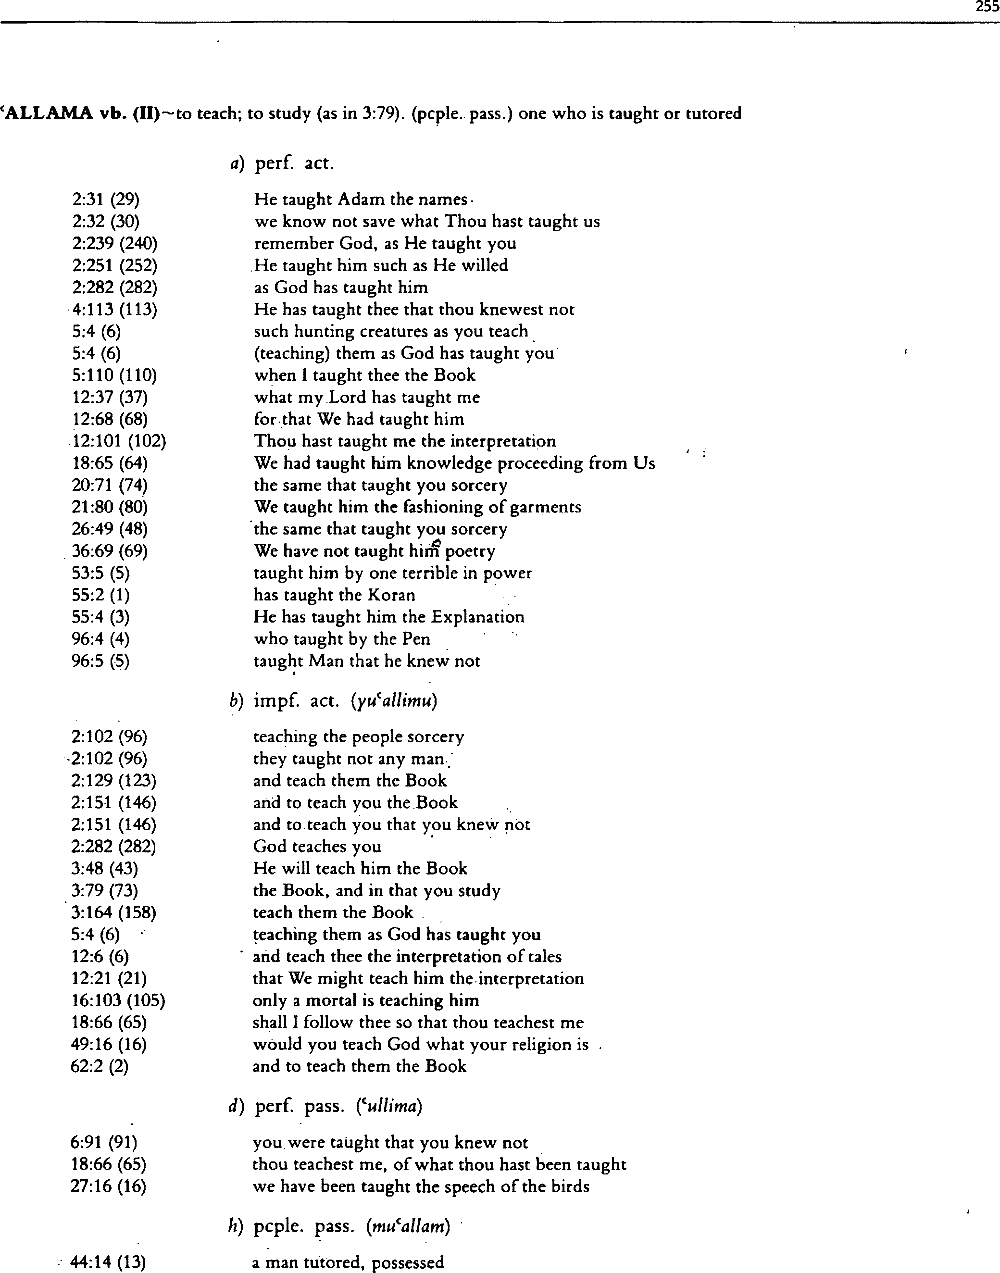 255
ʿALLAMA vb. (II)~to teach; to study (as in 3:79). (pcple. pass.) one who is taught or tutored
a) perf. act.
2:31 (29) He taught Adam the names
2:32 (30) we know not save what Thou hast taught us
2:239 (240) remember God, as He taught you
2:251 (252) He taught him such as He willed
2:282 (282) as God has taught him
4:113 (113) He has taught thee that thou knewest not
5:4 (6) such hunting creatures as you teach
5:4 (6) (teaching) them as God has taught you
5:110 (110) when I taught thee the Book
12:37 (37) what my Lord has taught me
12:68 (68) for that We had taught him
12:101 (102) Thou hast taught me the interpretation
18:65 (64) We had taught him knowledge proceeding from Us
20:71 (74) the same that taught you sorcery
21:80 (80) We taught him the fashioning of garments
26:49 (48) the same that taught you sorcery
36:69 (69) We have not taught him poetry
53:5 (5) taught him by one terrible in power
55:2 (1) has taught the Koran
55:4 (3) He has taught him the Explanation
96:4 (4) who taught by the Pen
96:5 (5) taught Man that he knew not
b) impf. act. (yuʿallimu)
2:102 (96) teaching the people sorcery
2:102 (96) they taught not any man
2:129 (123) and teach them the Book
2:151 (146) and to teach you the Book
2:151 (146) and to teach you that you knew not
2:282 (282) God teaches you
3:48 (43) He will teach him the Book
3:79 (73) the Book, and in that you study
3:164 (158) teach them the Book
5:4 (6) teaching them as God has taught you
12:6 (6) and teach thee the interpretation of tales
12:21 (21) that We might teach him the interpretation
16:103 (105) only a mortal is teaching him
18:66 (65) shall I follow thee so that thou teachest me
49:16 (16) would you teach God what your religion is
62:2 (2) and to teach them the Book
d) perf. pass. (ʿullima)
6:91 (91) you were taught that you knew not
18:66 (65) thou teachest me, of what thou hast been taught
27:16 (16) we have been taught the speech of the birds
h) pcple. pass. (muʿallam)
44:14 (13) a man tutored, possessed